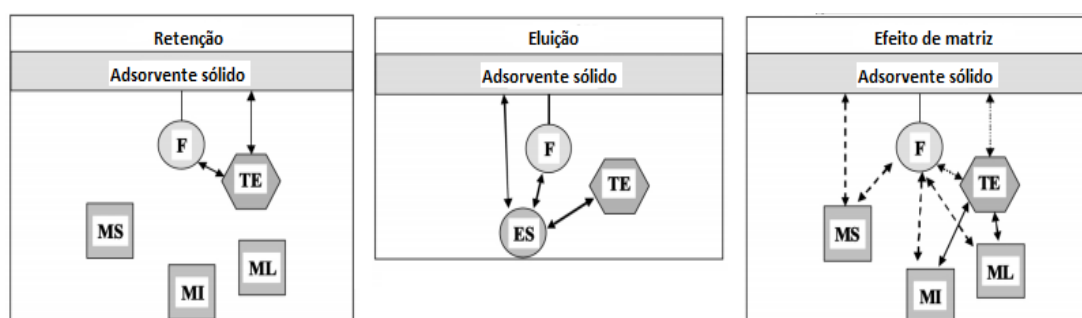 Retenção
Adsorvente sólido
F
TE
MS
ML
MI
Eluição
Adsorvente sólido
F
TE
ES
Efeito de matriz
Adsorvente sólido
F
TE
MS
ML
MI